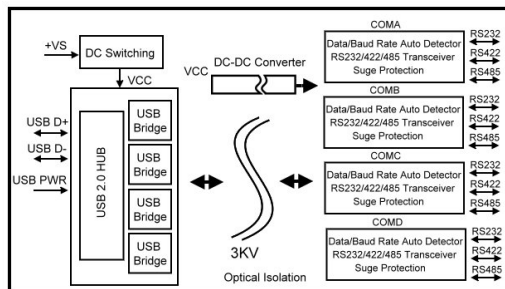 COMA
+VS
DC Switching
DC-DC Converter
Data/Baud Rate Auto Detector
RS232/422/485 Transceiver
Suge Protection
RS232
RS422
RS485
VCC
VCC
COMB
Data/Baud Rate Auto Detector
RS232/422/485 Transceiver
Suge Protection
RS232
RS422
RS485
USB D+
USB D-
USB PWR
USB 2.0 HUB
USB
Bridge
USB
Bridge
USB
Bridge
USB
Bridge
3KV
Optical Isolation
COMC
Data/Baud Rate Auto Detector
RS232/422/485 Transceiver
Suge Protection
RS232
RS422
RS485
COMD
Data/Baud Rate Auto Detector
RS232/422/485 Transceiver
Suge Protection
RS232
RS422
RS485